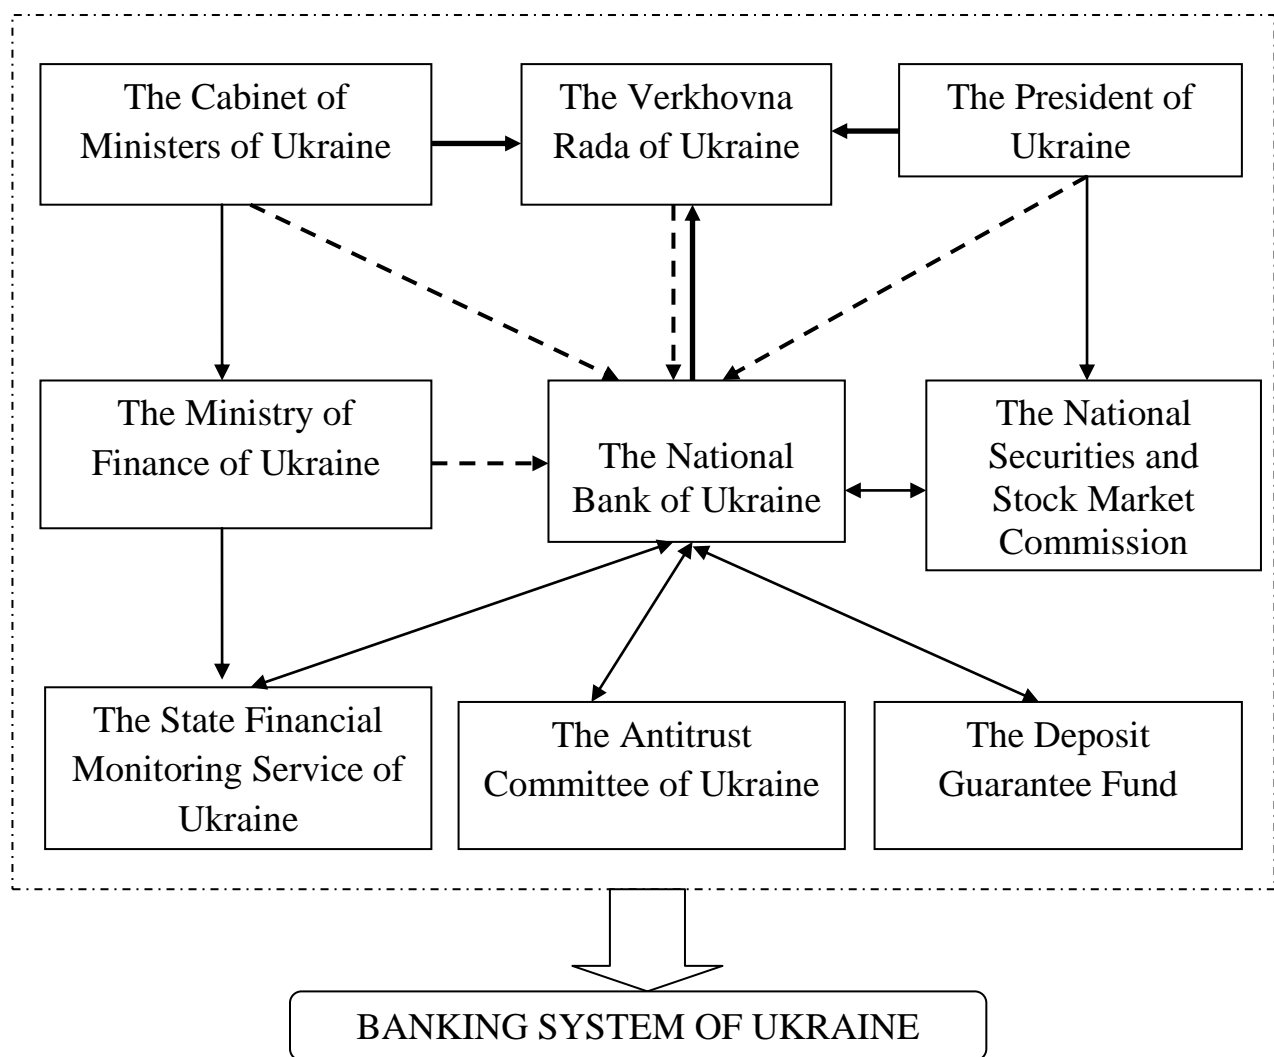 The Cabinet of
Ministers of Ukraine
The Verkhovna
Rada of Ukraine
The President of
Ukraine
The Ministry of
Finance of Ukraine
The National
Bank of Ukraine
The National
Securities and
Stock Market
Commission
The State Financial
Monitoring Service of
Ukraine
The Antitrust
Committee of Ukraine
The Deposit
Guarantee Fund
BANKING SYSTEM OF UKRAINE